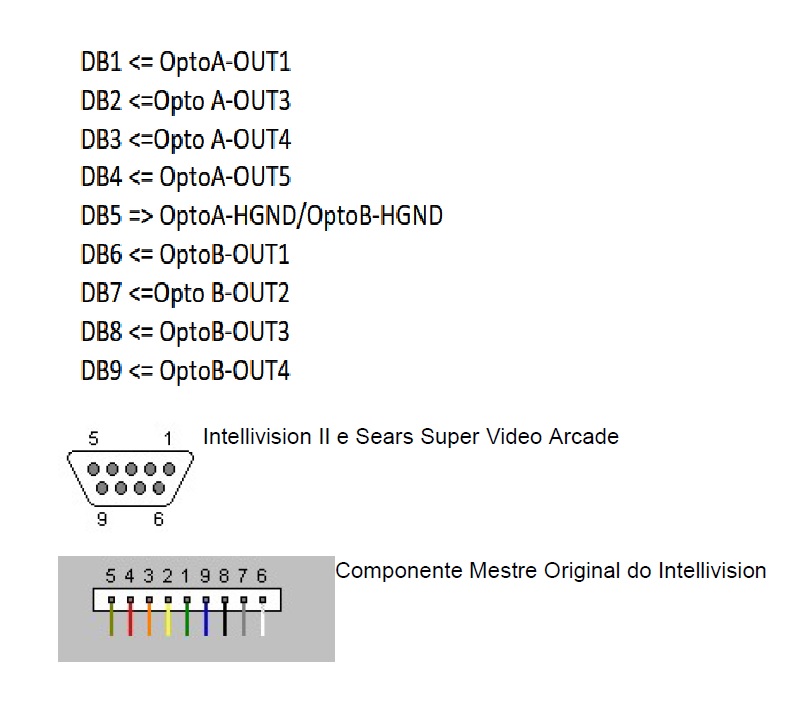 DB1 <= OptoA-OUT1
DB2 <=Opto A-OUT3
DB3 <=Opto A-OUT4
DB4 <= OptoA-OUT5
DB5 => OptoA-HGND/OptoB-HGND
DB6 <= OptoB-OUT1
DB7 <=Opto B-OUT2
DB8 <= OptoB-OUT3
DB9 <= OptoB-OUT4
5 1 Intellivision II e Sears Super Video Arcade
9 6
5 4 3 2 1 9 8 7 6 Componente Mestre Original do Intellivision